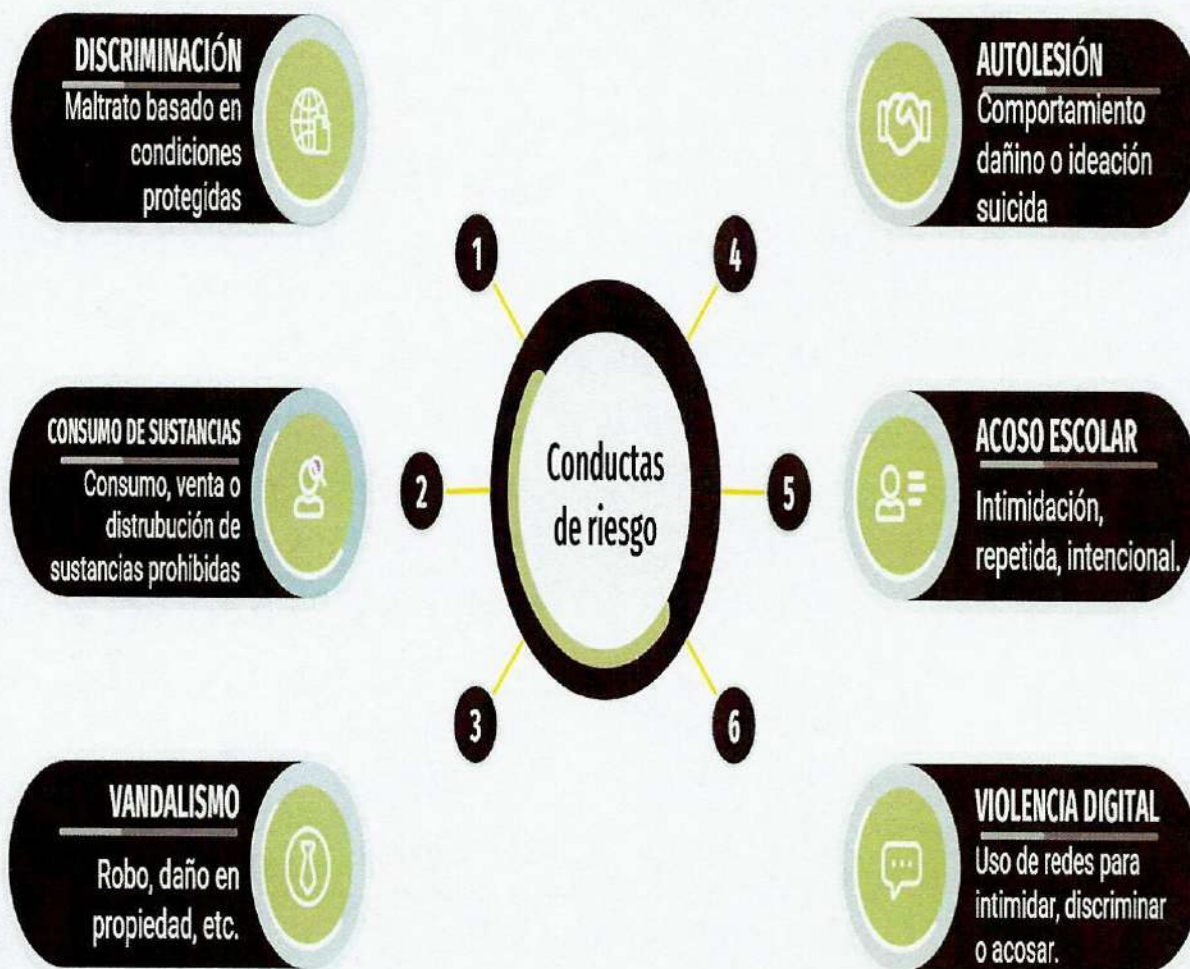 DISCRIMINACIÓN
Maltrato basado en
condiciones
protegidas
1
CONSUMO DE SUSTANCIAS
Consumo, venta o
distrubución de
sustancias prohibidas
2
VANDALISMO
Robo, daño en
propiedad, etc.
3
Conductas
de riesgo
4
AUTOLESIÓN
Comportamiento
dañino o ideación
suicida
5
ACOSO ESCOLAR
Intimidación,
repetida, intencional.
6
VIOLENCIA DIGITAL
Uso de redes para
intimidar, discriminar
o acosar.